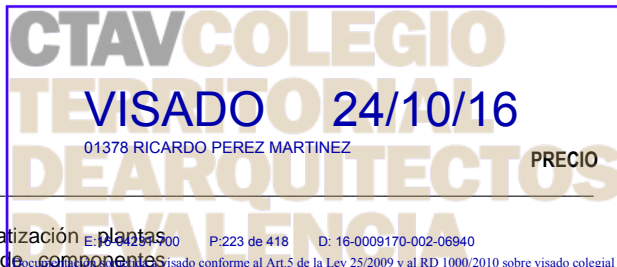 CTAVCOLEGIO
TERRITORIAL
VISADO 24/10/16
01378 RICARDO PEREZ MARTINEZ
PRECIO
DEARQUITECTOS
atización plantas
E:16-04291-700 P:223 de 418 D: 16-0009170-002-06940
DEVALENCIA
de componentes
Documentación sometida a visado conforme al Art.5 de la Ley 25/2009 y al RD 1000/2010 sobre visado colegial